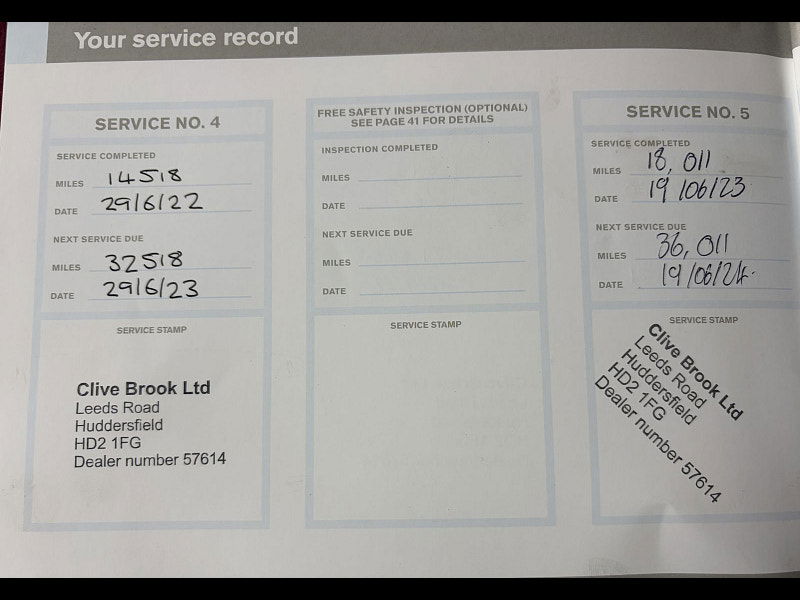 Your service record
SERVICE NO. 4
SERVICE COMPLETED
MILES 14518
DATE 29/6/22
NEXT SERVICE DUE
MILES 32518
DATE 29/6/23
SERVICE STAMP
Clive Brook Ltd
Leeds Road
Huddersfield
HD2 1FG
Dealer number 57614
FREE SAFETY INSPECTION (OPTIONAL)
SEE PAGE 41 FOR DETAILS
INSPECTION COMPLETED
MILES
DATE
NEXT SERVICE DUE
MILES
DATE
SERVICE STAMP
SERVICE NO. 5
SERVICE COMPLETED
MILES 18,011
DATE 19/06/23
NEXT SERVICE DUE
MILES 36,011
DATE 19/06/24.
SERVICE STAMP
Clive Brook Ltd
Leeds Road
Huddersfield
HD2 1FG
Dealer number 57614